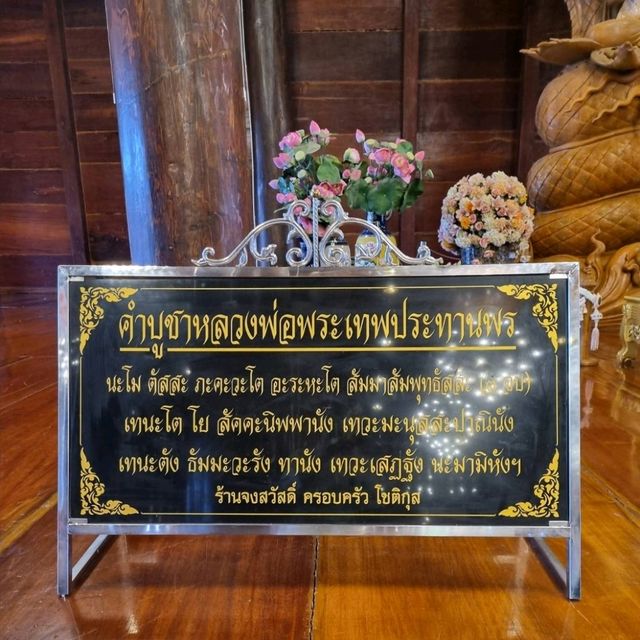 คำบูชาหลวงพ่อพระเทพประทานพร
นะโม ตัสสะ ภะคะวะโต อะระหะโต สัมมาสัมพุทธัสสะ (๓ จบ)
เทนะโต โย สัคคะนิพพานัง เทวะมะนุสสะปาณินัง
เทนะตัง ธัมมะวะรัง ทานัง เทวะเสฏฐัง นะมามิหังฯ
ร้านจงสวัสดิ์ ครอบครัว โชติกุล